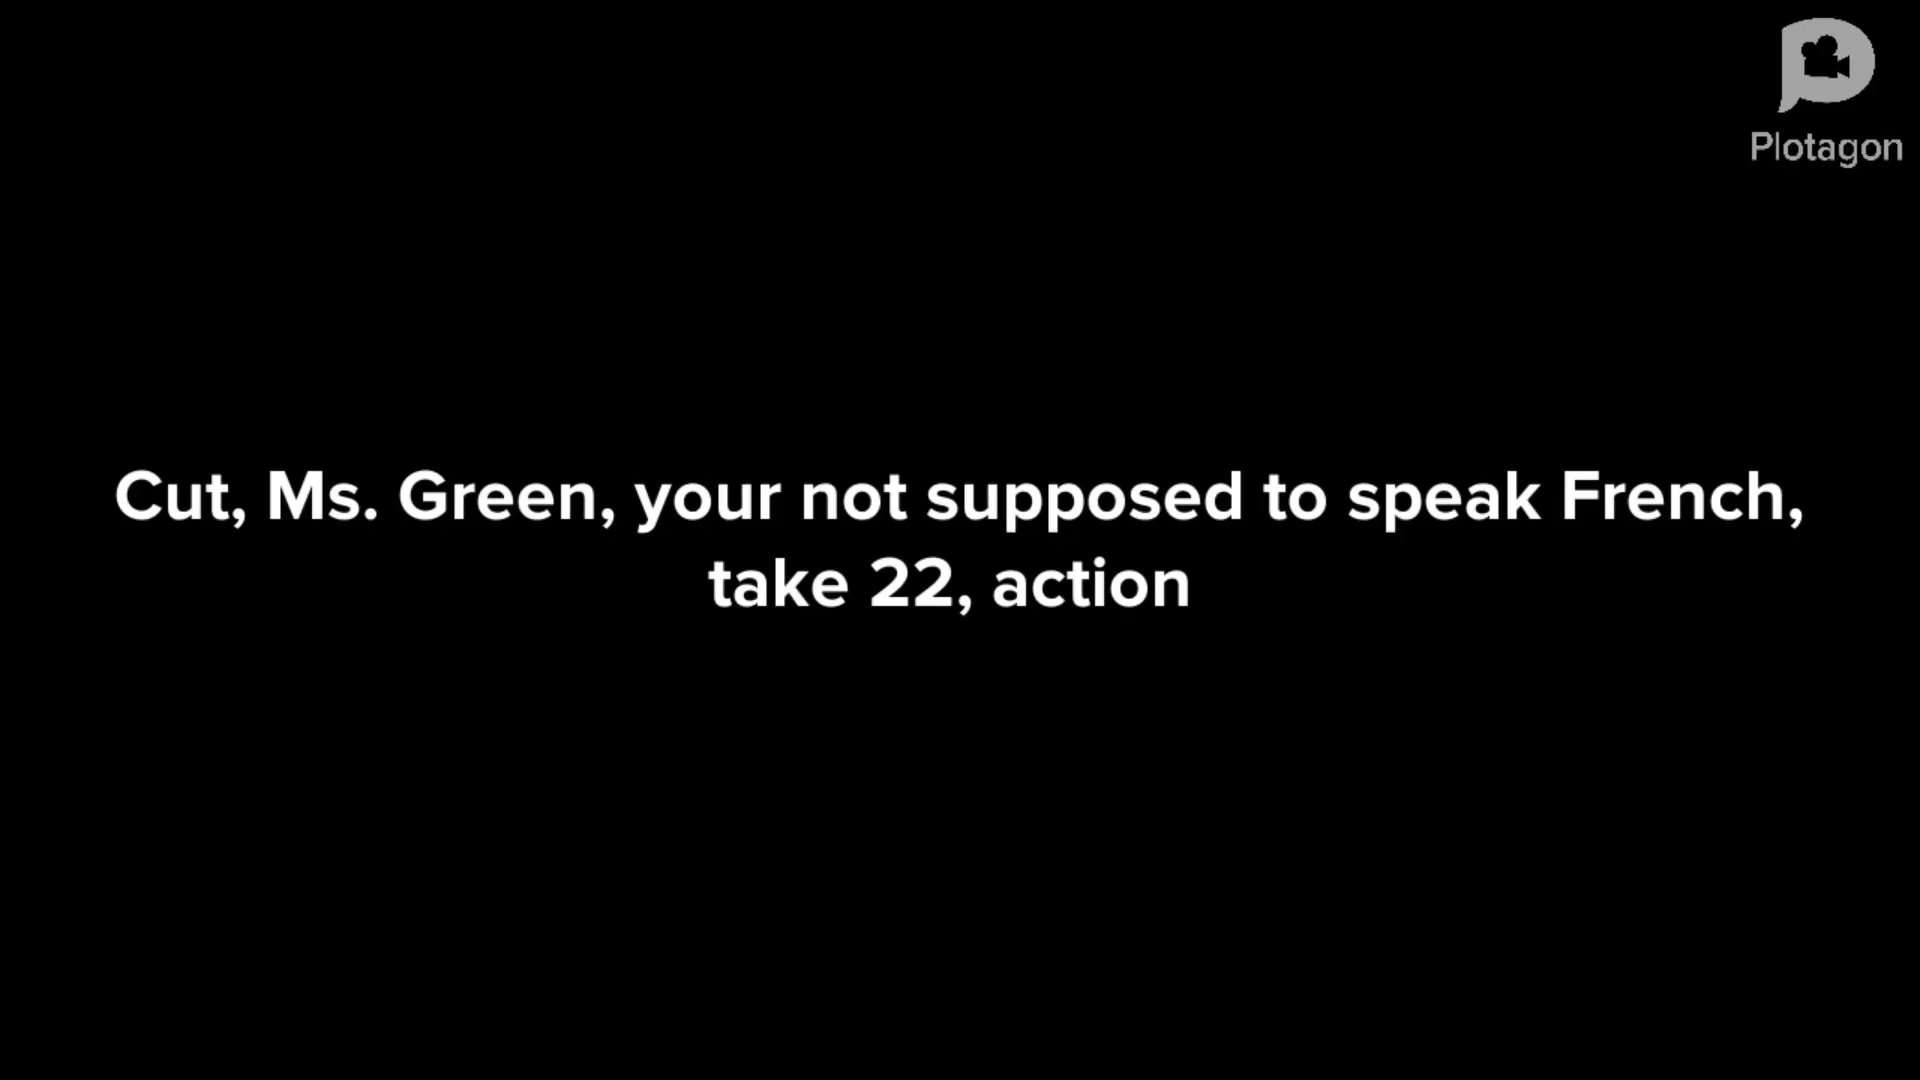 Plotagon
Cut, Ms. Green, your not supposed to speak French,
take 22, action